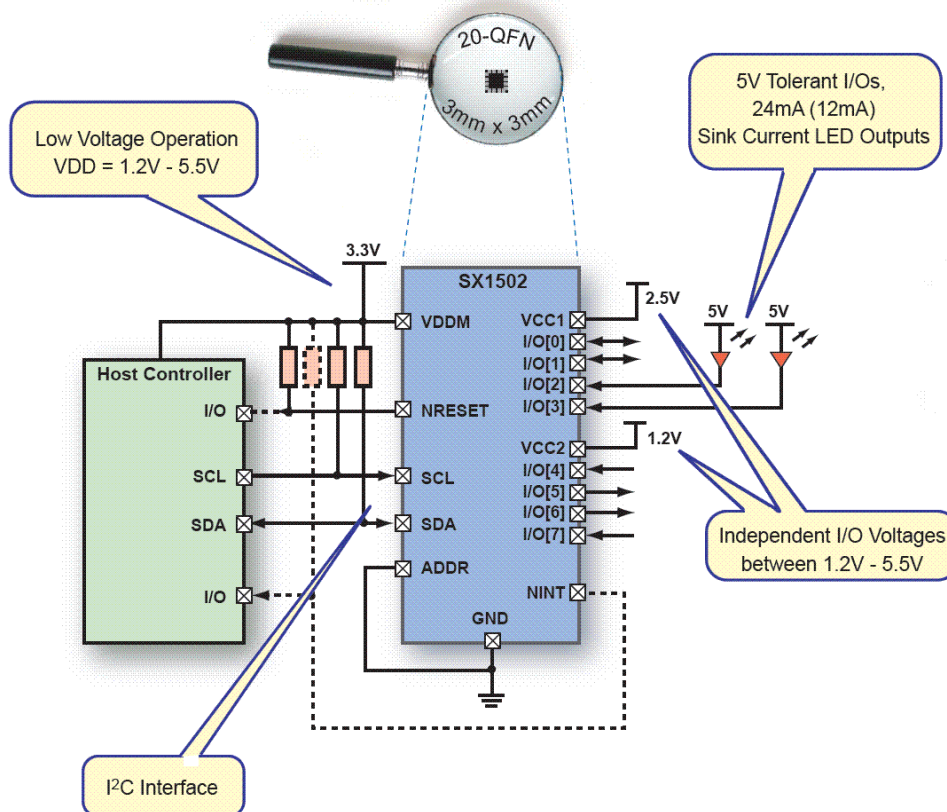 20-QFN
3mm x 3mm
Low Voltage Operation
VDD = 1.2V - 5.5V
5V Tolerant I/Os,
24mA (12mA)
Sink Current LED Outputs
3.3V
SX1502
VDDM
NRESET
SCL
SDA
ADDR
GND
VCC1
I/O[0]
I/O[1]
I/O[2]
I/O[3]
VCC2
I/O[4]
I/O[5]
I/O[6]
I/O[7]
NINT
2.5V
5V
5V
1.2V
Host Controller
I/O
SCL
SDA
I/O
Independent I/O Voltages
between 1.2V - 5.5V
I²C Interface